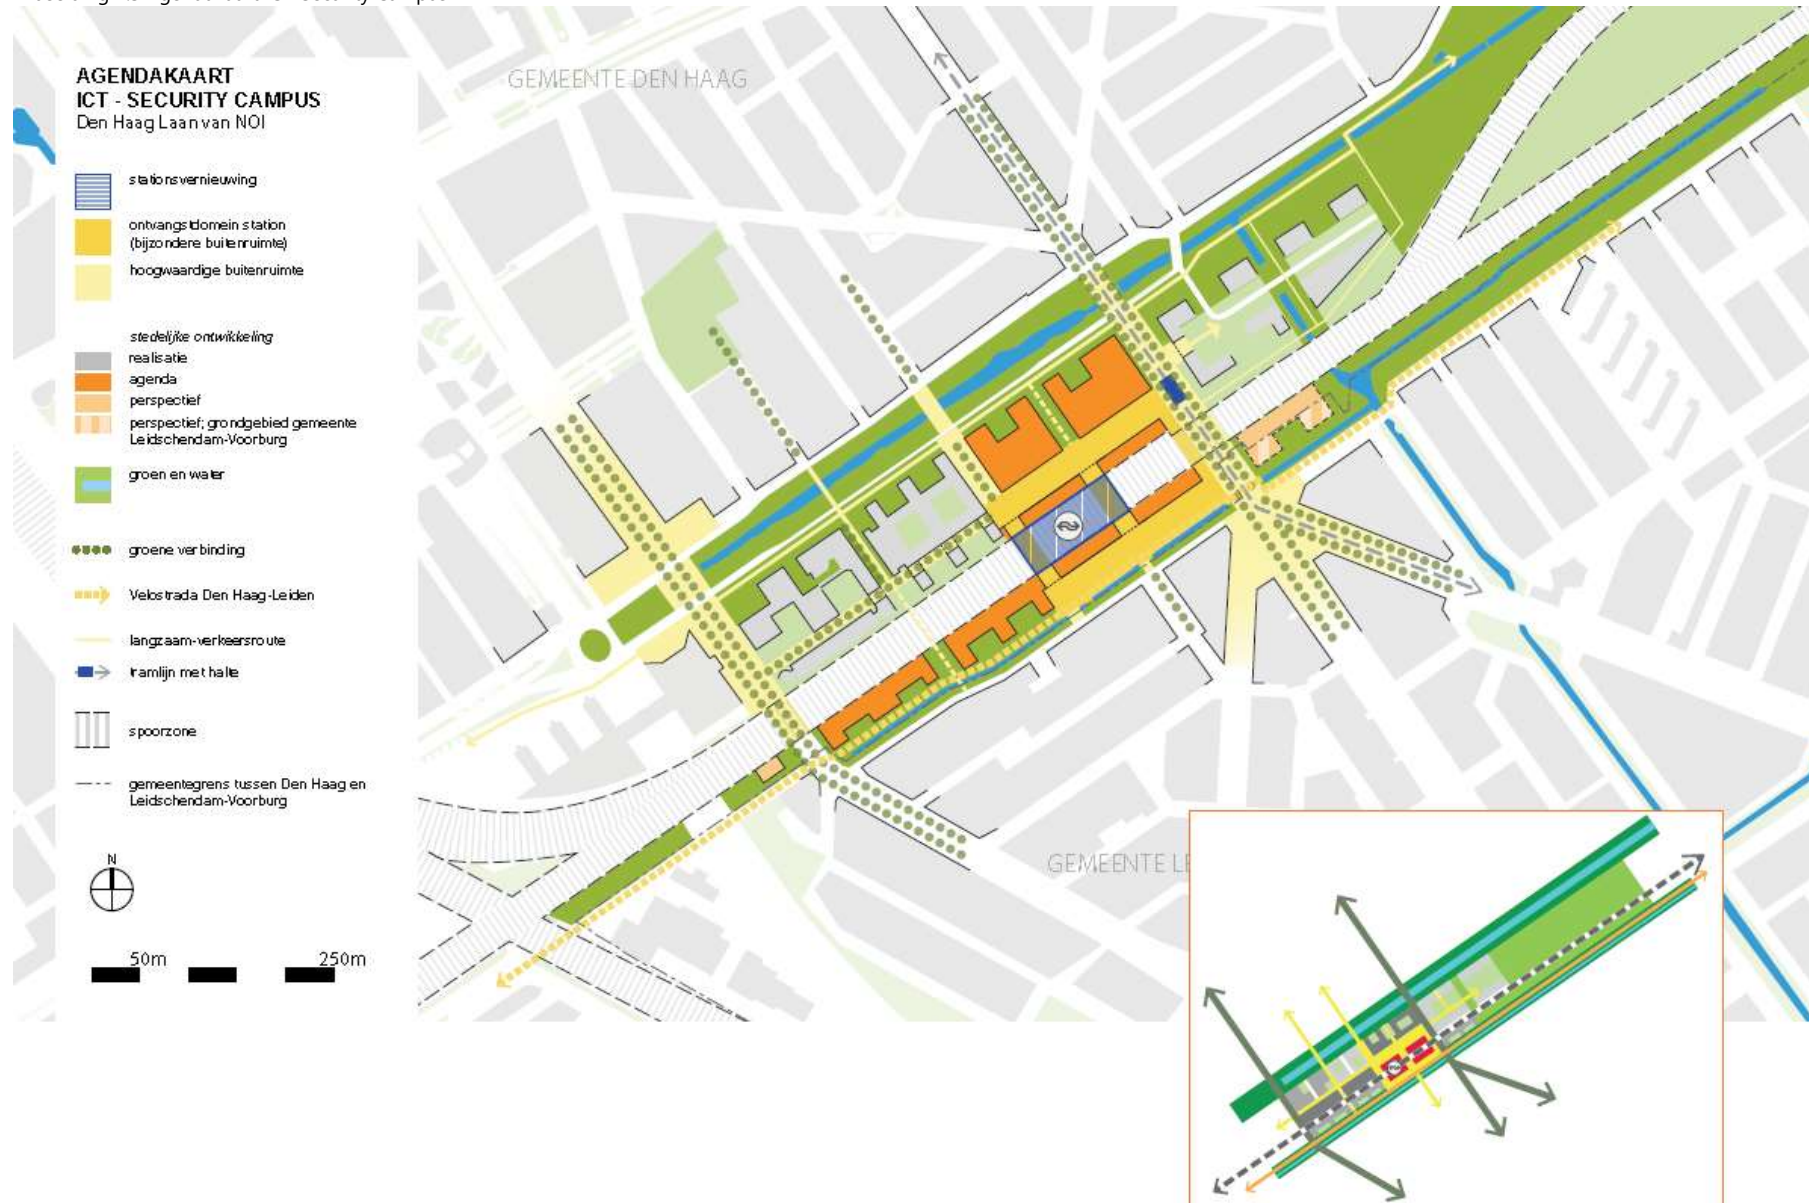 GEMEENTE DEN HAAG
AGENDAKAART
ICT - SECURITY CAMPUS
Den Haag Laan van NOI
stationsvernieuwing
ontvangstdomein station
(bijzondere buitenruimte)
hoogwaardige buitenruimte
stedelijke ontwikkeling
realisatie
agenda
perspectief
perspectief; grondgebied gemeente
Leidschendam-Voorburg
groen en water
groene verbinding
Velostrada Den Haag-Leiden
langzaam-verkeersroute
tramlijn met halte
spoorzone
gemeentegrens tussen Den Haag en
Leidschendam-Voorburg
N
50m 250m
GEMEENTE LE